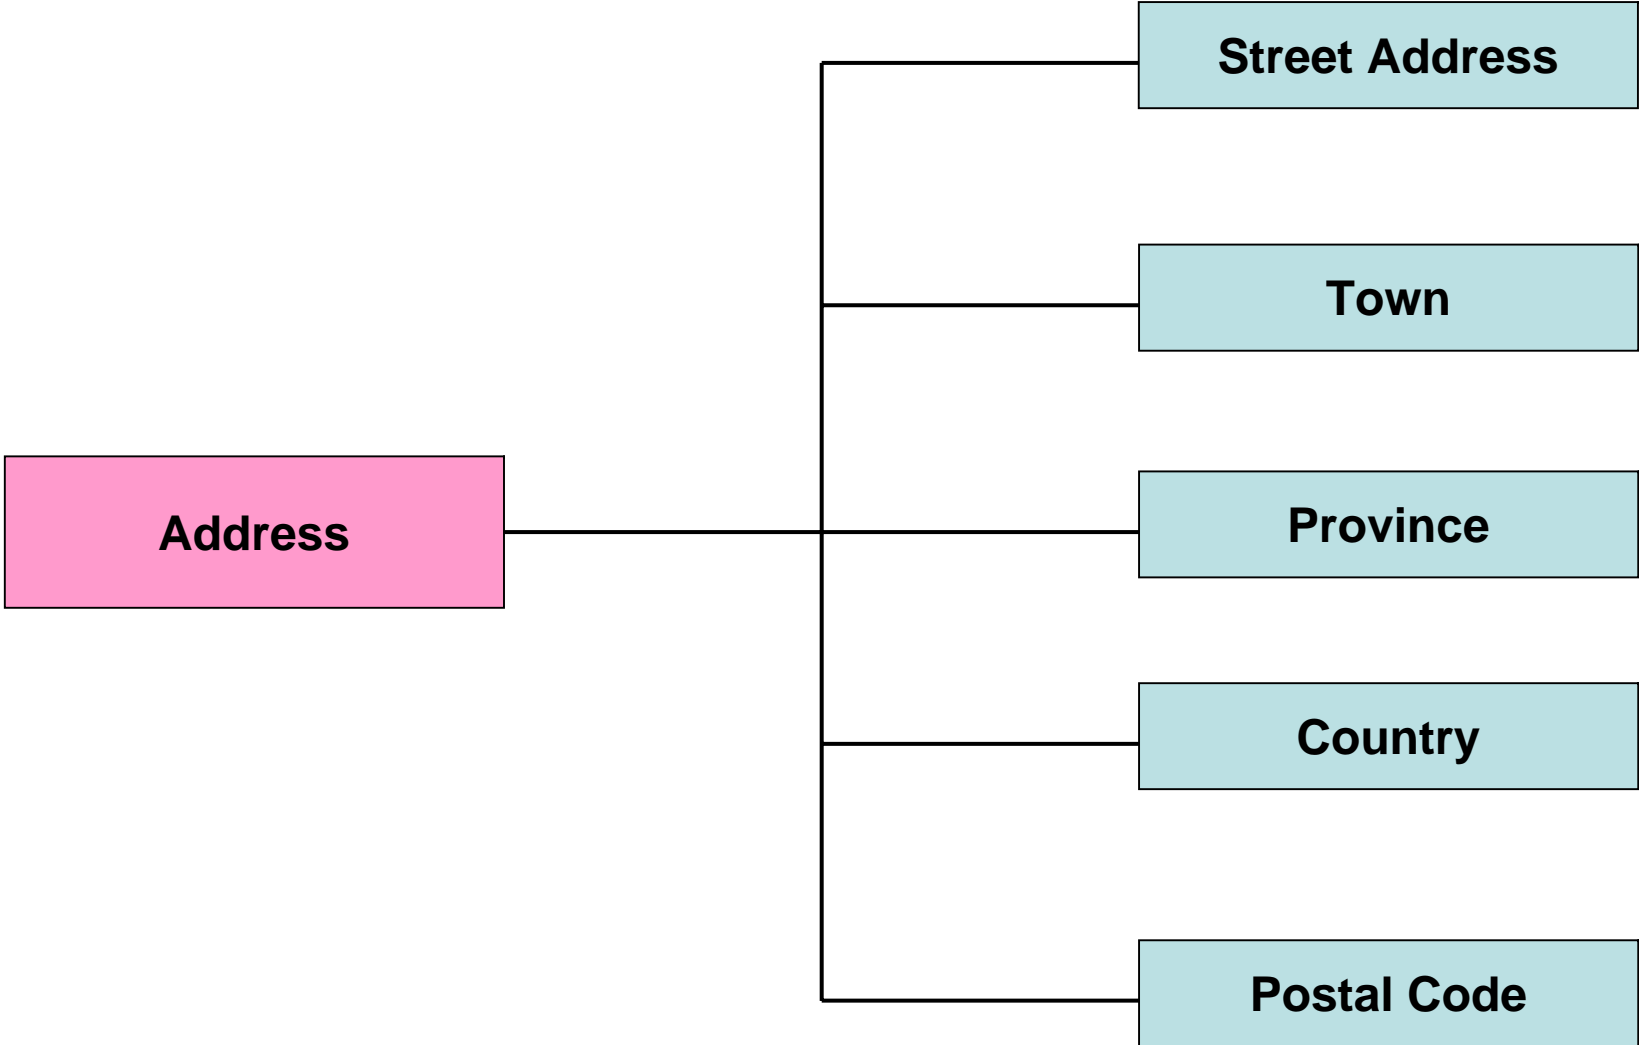 Street Address
Town
Address
Province
Country
Postal Code